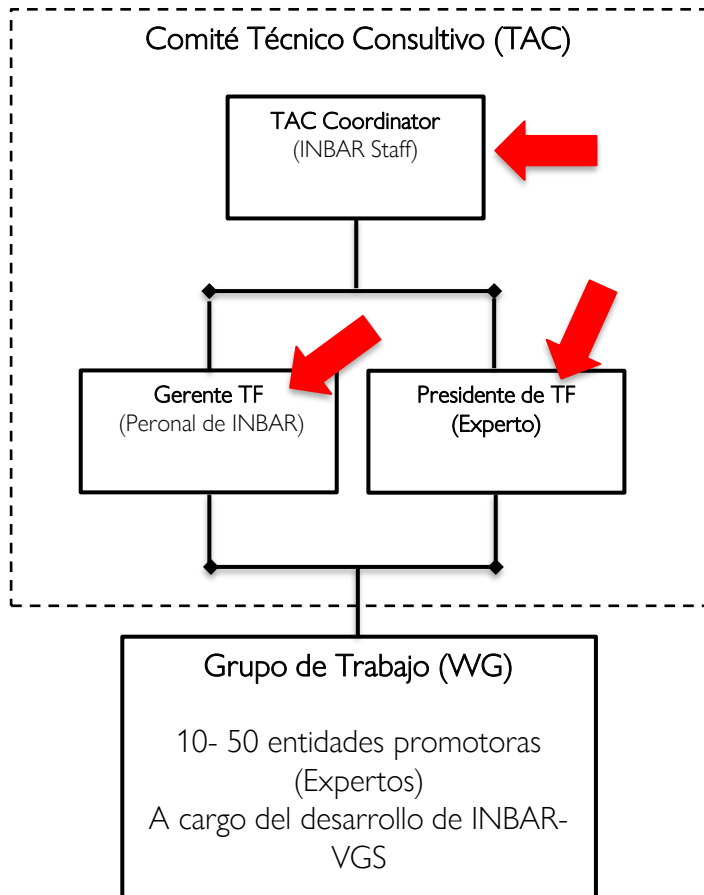 Comité Técnico Consultivo (TAC)
TAC Coordinator
(INBAR Staff)
Gerente TF
(Peronal de INBAR)
Presidente de TF
(Experto)
Grupo de Trabajo (WG)
10- 50 entidades promotoras
(Expertos)
A cargo del desarrollo de INBAR-
VGS